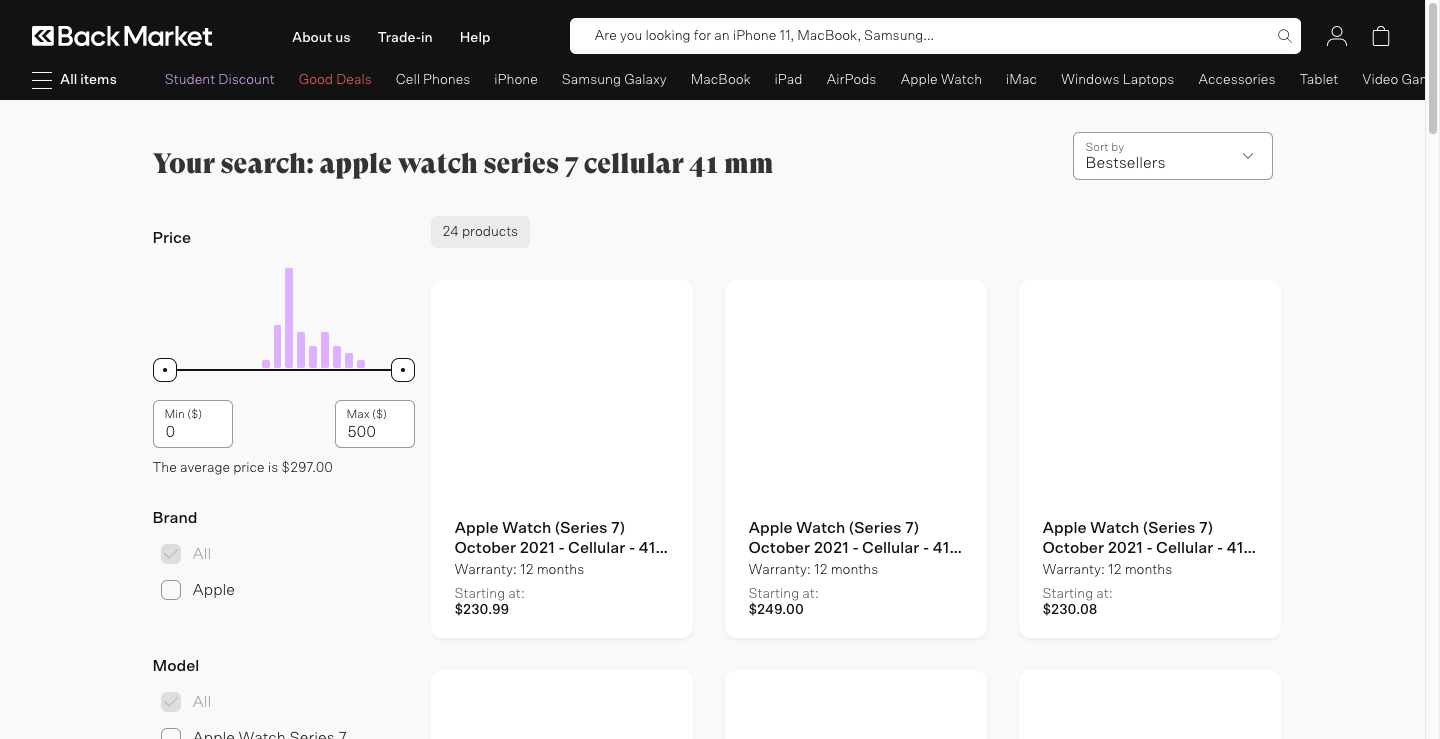 BackMarket
About us
Trade-in
Help
Are you looking for an iPhone 11, MacBook, Samsung...
All items
Student Discount
Good Deals
Cell Phones
iPhone
Samsung Galaxy
MacBook
iPad
AirPods
Apple Watch
iMac
Windows Laptops
Accessories
Tablet
Video Gam
Your search: apple watch series 7 cellular 41 mm
Sort by
Bestsellers
Price
Min ($)
0
Max ($)
500
The average price is $297.00
Brand
All
Apple
Model
All
Apple Watch Series 7
24 products
Apple Watch (Series 7)
October 2021 - Cellular - 41...
Warranty: 12 months
Starting at:
$230.99
Apple Watch (Series 7)
October 2021 - Cellular - 41...
Warranty: 12 months
Starting at:
$249.00
Apple Watch (Series 7)
October 2021 - Cellular - 41...
Warranty: 12 months
Starting at:
$230.08